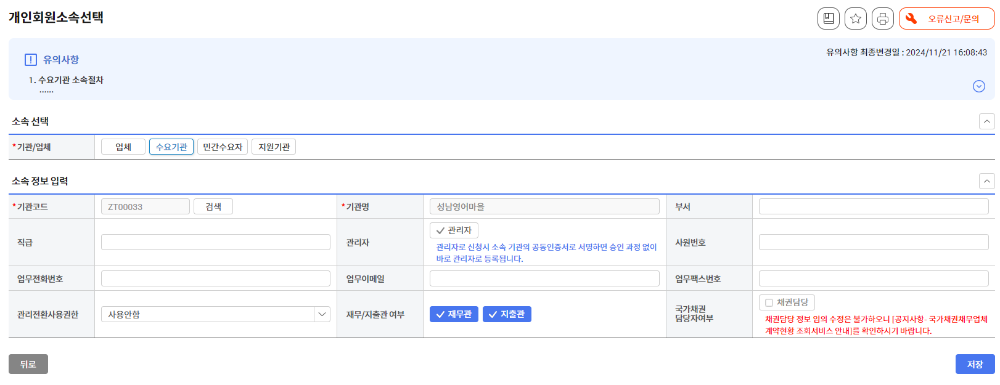 개인회원소속선택
오류신고/문의
유의사항
유의사항 최종변경일 : 2024/11/21 16:08:43
1. 수요기관 소속절차
......
소속 선택
*기관/업체 업체 수요기관 민간수요자 지원기관
소속 정보 입력
*기관코드 ZT00033 검색 *기관명 성남영어마을 부서
직급 관리자 관리자 사원번호
관리자로 신청시 소속 기관의 공동인증서로 서명하면 승인 과정 없이
바로 관리자로 등록됩니다.
업무전화번호 업무이메일 업무팩스번호
관리전환사용권한 사용안함 재무/지출관 여부 재무관 지출관 국가채권
담당자여부 채권담당
채권담당 정보 임의 수정은 불가하오니 [공지사항- 국가채권채무업체
계약현황 조회서비스 안내]를 확인하시기 바랍니다.
뒤로 저장